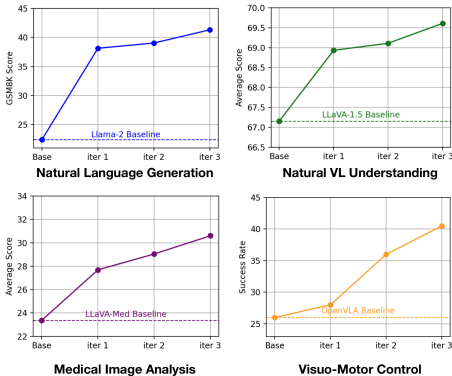 45
40
35
30
25
GSM8K Score
Llama-2 Baseline
Base iter 1 iter 2 iter 3
Natural Language Generation
70.0
69.5
69.0
68.5
68.0
67.5
67.0
66.5
Average Score
LLaVA-1.5 Baseline
Base iter 1 iter 2 iter 3
Natural VL Understanding
34
32
30
28
26
24
22
Average Score
LLaVA-Med Baseline
Base iter 1 iter 2 iter 3
Medical Image Analysis
45
40
35
30
25
Success Rate
OpenVLA Baseline
Base iter 1 iter 2 iter 3
Visuo-Motor Control